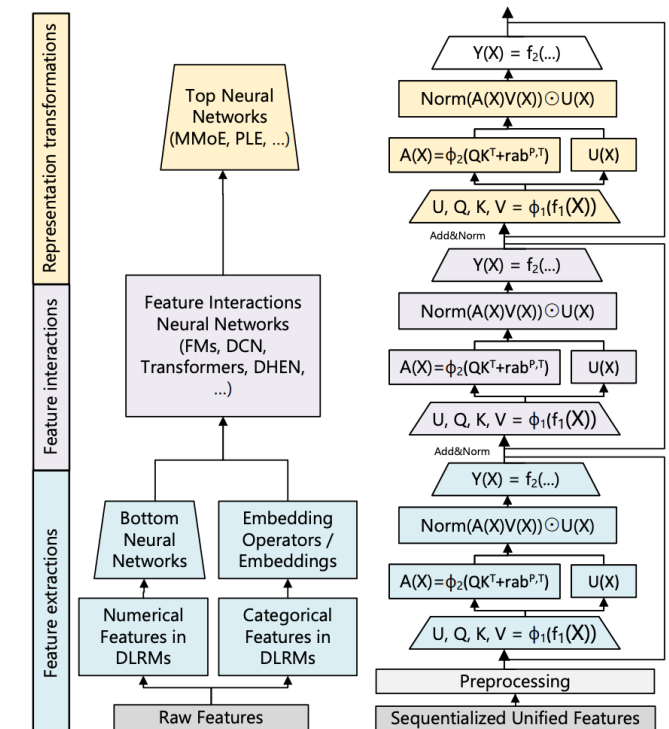 Representation transformations
Feature interactions
Feature extractions
Top Neural
Networks
(MMoE, PLE, ...)
Feature Interactions
Neural Networks
(FMs, DCN,
Transformers, DHEN,
...)
Bottom
Neural
Networks
Embedding
Operators /
Embeddings
Numerical
Features in
DLRMs
Categorical
Features in
DLRMs
Raw Features
Y(X) = f₂(...)
Norm(A(X)V(X))⊙U(X)
A(X)=ϕ₂(QKᵀ+rabᴾ,ᵀ)
U(X)
U, Q, K, V = ϕ₁(f₁(X))
Add&Norm
Y(X) = f₂(...)
Norm(A(X)V(X))⊙U(X)
A(X)=ϕ₂(QKᵀ+rabᴾ,ᵀ)
U(X)
U, Q, K, V = ϕ₁(f₁(X))
Add&Norm
Y(X) = f₂(...)
Norm(A(X)V(X))⊙U(X)
A(X)=ϕ₂(QKᵀ+rabᴾ,ᵀ)
U(X)
U, Q, K, V = ϕ₁(f₁(X))
Preprocessing
Sequentialized Unified Features